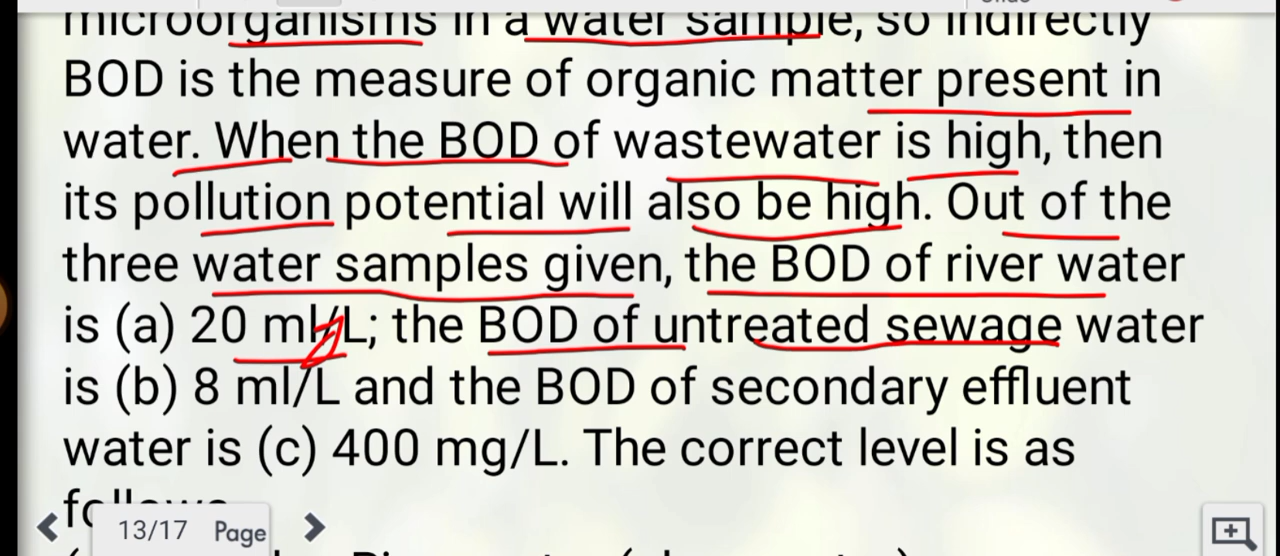 microorganisms in a water sample, so indirectly
BOD is the measure of organic matter present in
water. When the BOD of wastewater is high, then
its pollution potential will also be high. Out of the
three water samples given, the BOD of river water
is (a) 20 ml/L; the BOD of untreated sewage water
is (b) 8 ml/L and the BOD of secondary effluent
water is (c) 400 mg/L. The correct level is as
follows
13/17 Page